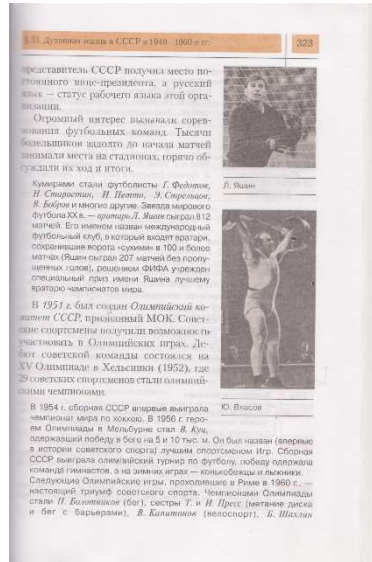 § 33. Духовная жизнь в СССР в 1940–1960-е гг.
323
представитель СССР получил место по-
стоянного вице-президента, а русский
язык – статус рабочего языка этой орга-
низации.
Огромный интерес вызывали сорев-
нования футбольных команд. Тысячи
болельщиков задолго до начала матчей
занимали места на стадионах, горячо об-
суждали их ход и итоги.
Кумирами стали футболисты Г. Федотов,
Н. Старостин, И. Нетто, Э. Стрельцов,
В. Бобров и многие другие. Звезда мирового
футбола XX в. — вратарь Л. Яшин сыграл 812
матчей. Его именем назван международный
футбольный клуб, в который входят вратари,
сохранившие ворота «сухими» в 100 и более
матчах (Яшин сыграл 207 матчей без пропу-
щенных голов), решением ФИФА учрежден
специальный приз имени Яшина лучшему
вратарю чемпионатов мира.
В 1951 г. был создан Олимпийский ко-
митет СССР, признанный МОК. Совет-
ские спортсмены получили возможность
участвовать в Олимпийских играх. Де-
бют советской команды состоялся на
XV Олимпиаде в Хельсинки (1952), где
29 советских спортсменов стали олимпий-
скими чемпионами.
Л. Яшин
Ю. Власов
В 1954 г. сборная СССР впервые выиграла
чемпионат мира по хоккею. В 1956 г. геро-
ем Олимпиады в Мельбурне стал В. Куц,
одержавший победу в беге на 5 и 10 тыс. м. Он был назван (впервые
в истории советского спорта) лучшим спортсменом Игр. Сборная
СССР выиграла олимпийский турнир по футболу, победу одержала
команда гимнастов, а на зимних играх — конькобежцы и лыжники.
Следующие Олимпийские игры, проходившие в Риме в 1960 г., —
настоящий триумф советского спорта. Чемпионами Олимпиады
стали П. Болотников (бег), сестры Т. и И. Пресс (метание диска
и бег с барьерами), В. Капитонов (велоспорт), Б. Шахлин